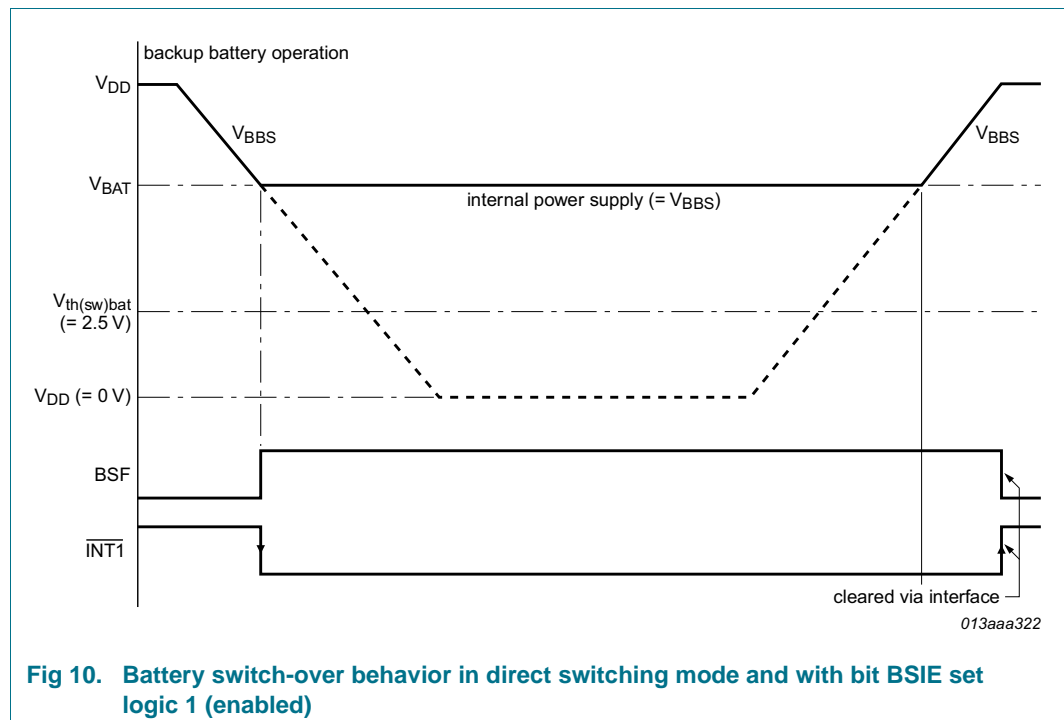 backup battery operation
VDD
VBBS
VBBS
VBAT
internal power supply (= VBBS)
Vth(sw)bat
(= 2.5 V)
VDD (= 0 V)
BSF
INT1
cleared via interface
013aaa322
Fig 10. Battery switch-over behavior in direct switching mode and with bit BSIE set
logic 1 (enabled)